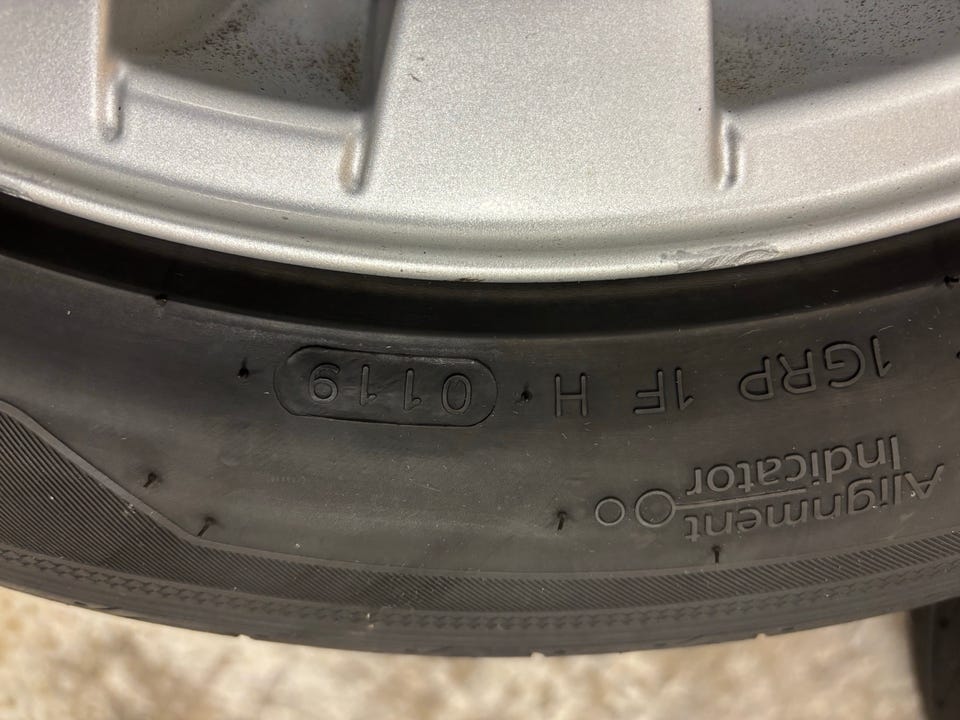 Alignment
Indicator
1GRP 1F H 0119